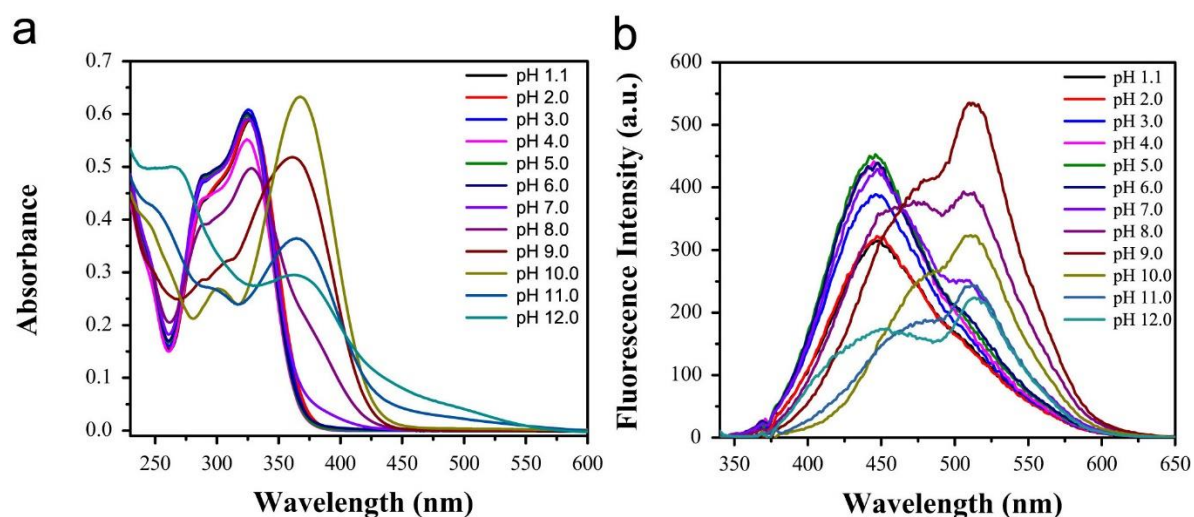 a
Absorbance
0.7
0.6
0.5
0.4
0.3
0.2
0.1
0.0
250 300 350 400 450 500 550 600
Wavelength (nm)
pH 1.1
pH 2.0
pH 3.0
pH 4.0
pH 5.0
pH 6.0
pH 7.0
pH 8.0
pH 9.0
pH 10.0
pH 11.0
pH 12.0
b
Fluorescence Intensity (a.u.)
600
500
400
300
200
100
0
350 400 450 500 550 600 650
Wavelength (nm)
pH 1.1
pH 2.0
pH 3.0
pH 4.0
pH 5.0
pH 6.0
pH 7.0
pH 8.0
pH 9.0
pH 10.0
pH 11.0
pH 12.0